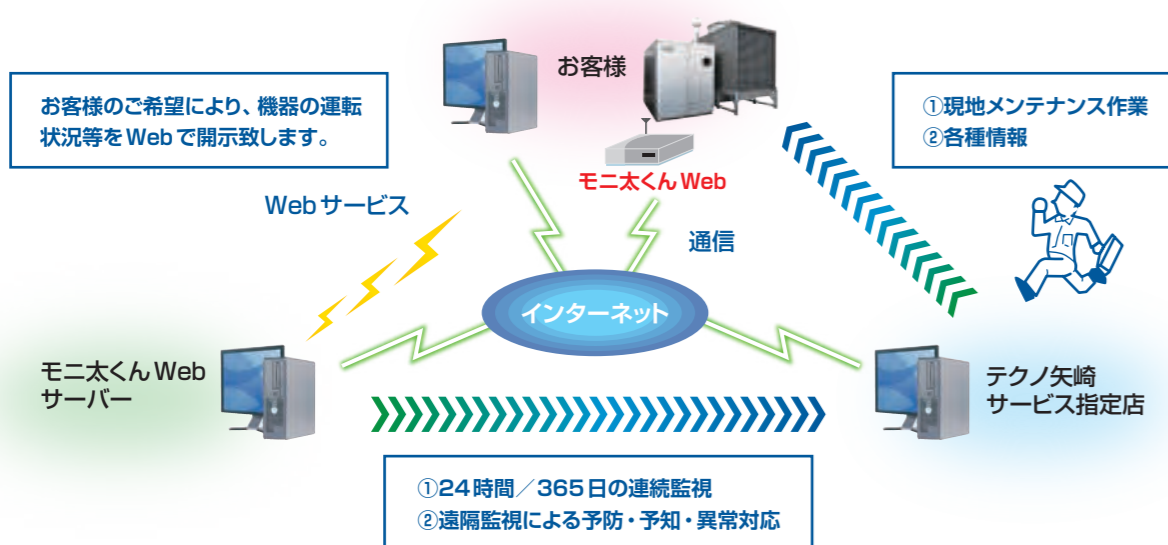 お客様
お客様のご希望により、機器の運転
状況等をWebで開示致します。
①現地メンテナンス作業
②各種情報
モニ太くんWeb
Webサービス
通信
インターネット
モニ太くんWeb
サーバー
テクノ矢崎
サービス指定店
①24時間／365日の連続監視
②遠隔監視による予防・予知・異常対応